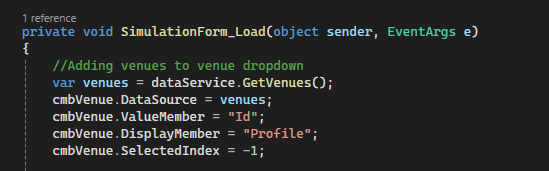 1 reference
private void SimulationForm_Load(object sender, EventArgs e)
{
//Adding venues to venue dropdown
var venues = dataService.GetVenues();
cmbVenue.DataSource = venues;
cmbVenue.ValueMember = "Id";
cmbVenue.DisplayMember = "Profile";
cmbVenue.SelectedIndex = -1;